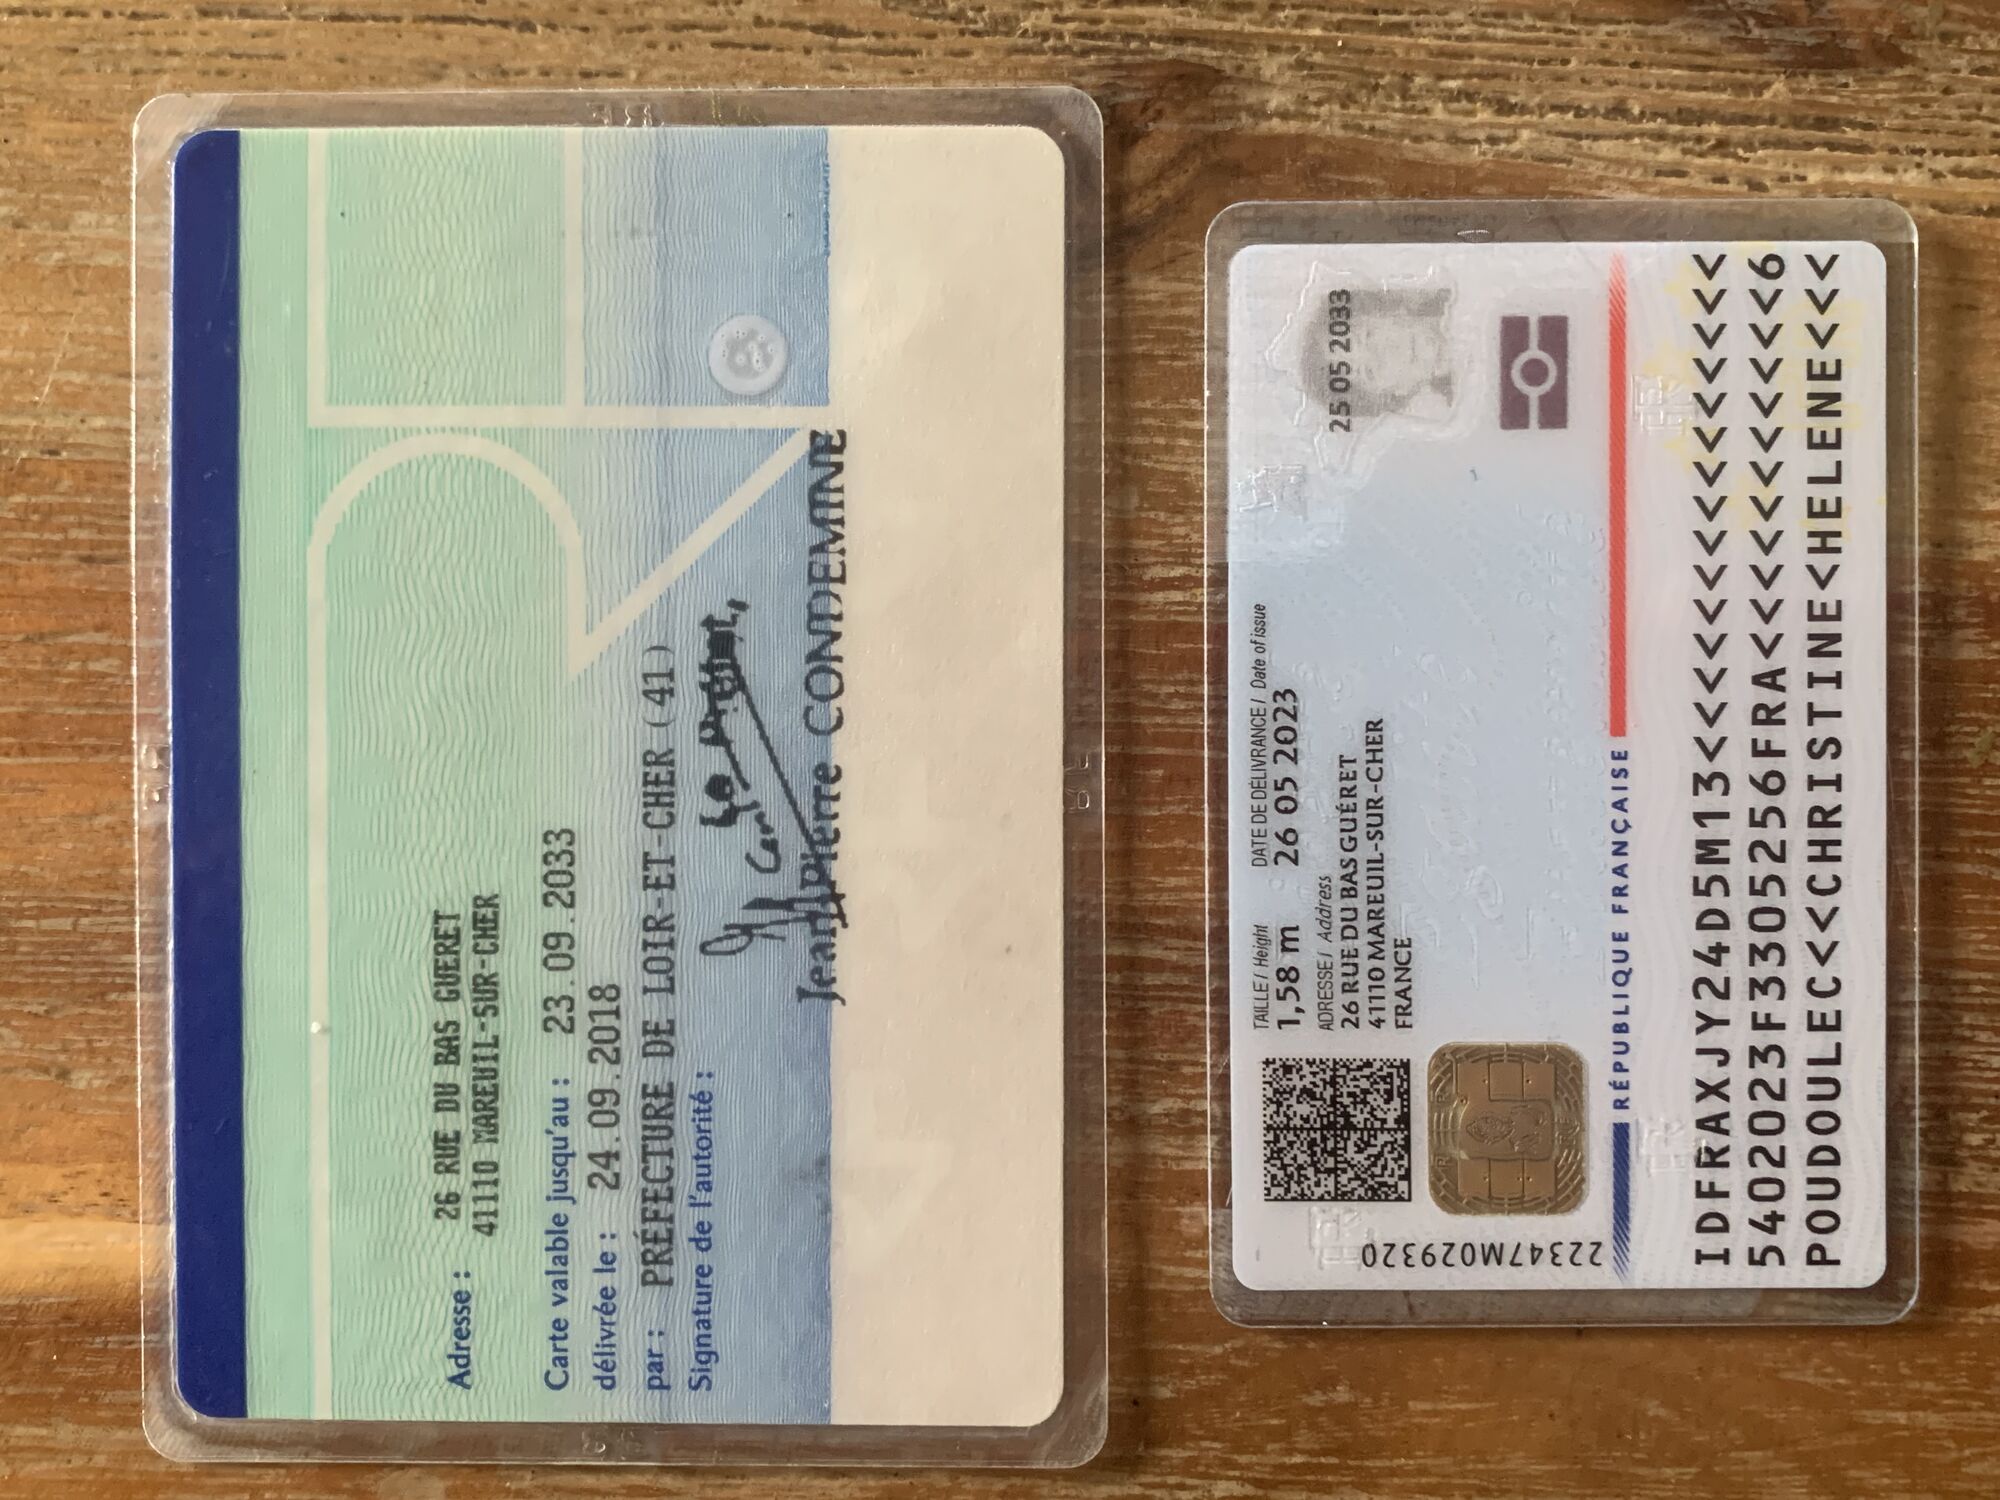 Adresse : 26 RUE DU BAS GUERET
41110 MAREUIL-SUR-CHER
Carte valable jusqu'au : 23.09.2033
délivrée le : 24.09.2018
par : PRÉFECTURE DE LOIR-ET-CHER (41)
Signature de l'autorité :
Jean-Pierre CONDEMINE
TAILLE / Height DATE DE DÉLIVRANCE / Date of issue
1,58 m 26 05 2023
ADRESSE / Address
26 RUE DU BAS GUÉRET
41110 MAREUIL-SUR-CHER
FRANCE
25 05 2033
22347M029320
RÉPUBLIQUE FRANÇAISE
IDFRAXJY24D5M13<<<<<<<<<<<<<<<
5402023F3305256FRA<<<<<<<<<<<6
POUDOULEC<<CHRISTINE<HELENE<<<